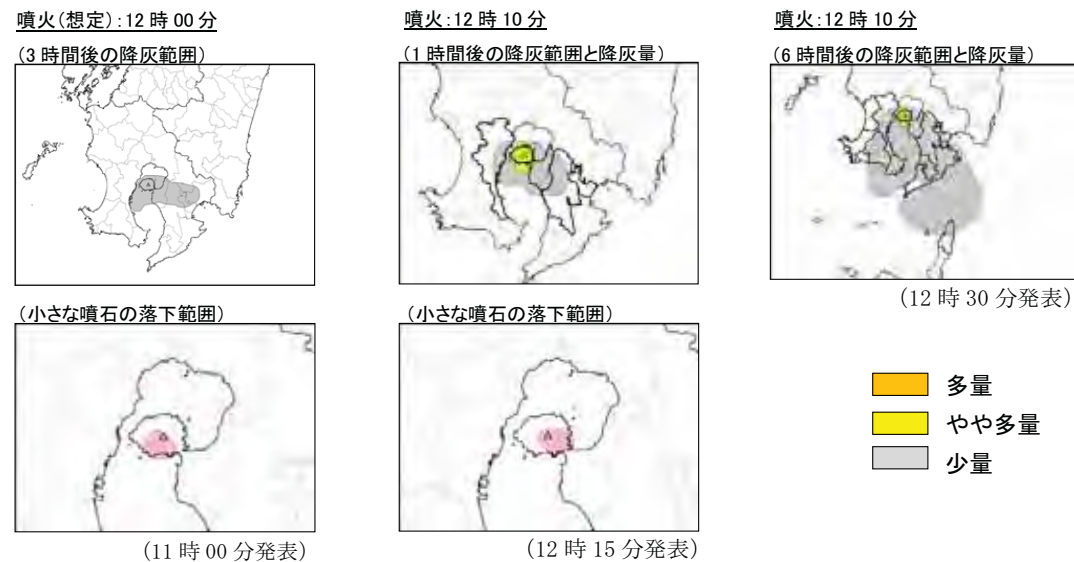 噴火(想定):12 時 00 分
(3 時間後の降灰範囲)
(小さな噴石の落下範囲)
(11 時 00 分発表)
噴火:12 時 10 分
(1 時間後の降灰範囲と降灰量)
(小さな噴石の落下範囲)
(12 時 15 分発表)
噴火:12 時 10 分
(6 時間後の降灰範囲と降灰量)
(12 時 30 分発表)
多量
やや多量
少量